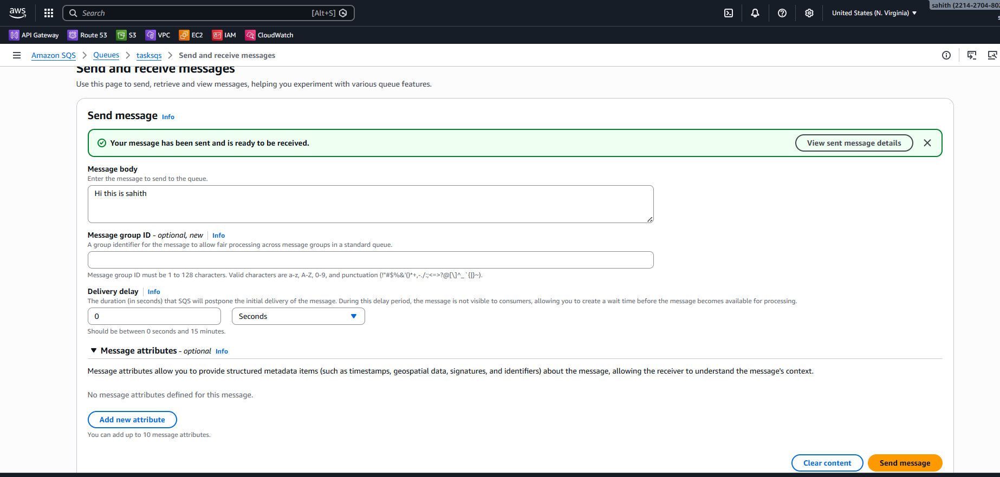 aws
Search [Alt+S]
United States (N. Virginia)
sahith (2214-2704-80
API Gateway Route 53 S3 VPC EC2 IAM CloudWatch
Amazon SQS Queues tasksqs Send and receive messages
Send and receive messages
Use this page to send, retrieve and view messages, helping you experiment with various queue features.
Send message Info
Your message has been sent and is ready to be received. View sent message details
Message body
Enter the message to send to the queue.
Hi this is sahith
Message group ID - optional, new Info
A group identifier for the message to allow fair processing across message groups in a standard queue.
Message group ID must be 1 to 128 characters. Valid characters are a-z, A-Z, 0-9, and punctuation (!"#$%&'()*+,-./:;<=>?@[\]^_`{|}~).
Delivery delay Info
The duration (in seconds) that SQS will postpone the initial delivery of the message. During this delay period, the message is not visible to consumers, allowing you to create a wait time before the message becomes available for processing.
0 Seconds
Should be between 0 seconds and 15 minutes.
Message attributes - optional Info
Message attributes allow you to provide structured metadata items (such as timestamps, geospatial data, signatures, and identifiers) about the message, allowing the receiver to understand the message's context.
No message attributes defined for this message.
Add new attribute
You can add up to 10 message attributes.
Clear content Send message